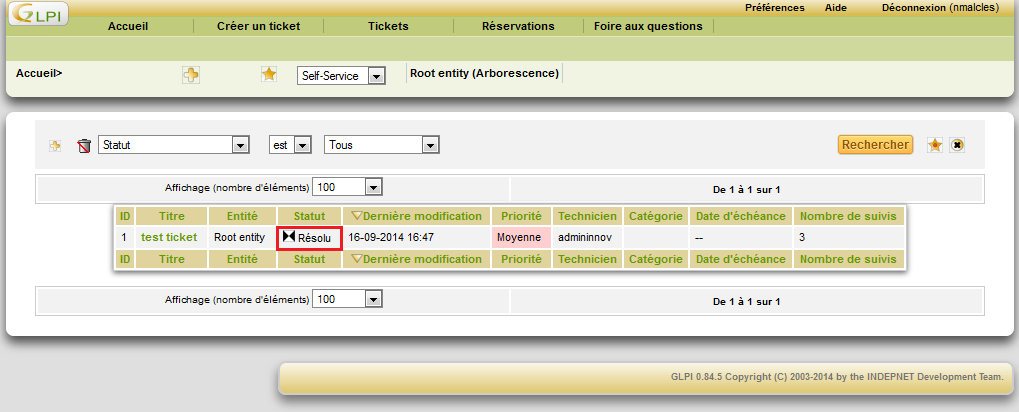 Préférences Aide Déconnexion (nmalcles)
GLPI
Accueil Créer un ticket Tickets Réservations Foire aux questions
Accueil> Self-Service Root entity (Arborescence)
Statut est Tous Rechercher
Affichage (nombre d'éléments) 100 De 1 à 1 sur 1
ID Titre Entité Statut Dernière modification Priorité Technicien Catégorie Date d'échéance Nombre de suivis
1 test ticket Root entity Résolu 16-09-2014 16:47 Moyenne admininnov -- 3
ID Titre Entité Statut Dernière modification Priorité Technicien Catégorie Date d'échéance Nombre de suivis
Affichage (nombre d'éléments) 100 De 1 à 1 sur 1
GLPI 0.84.5 Copyright (C) 2003-2014 by the INDEPNET Development Team.